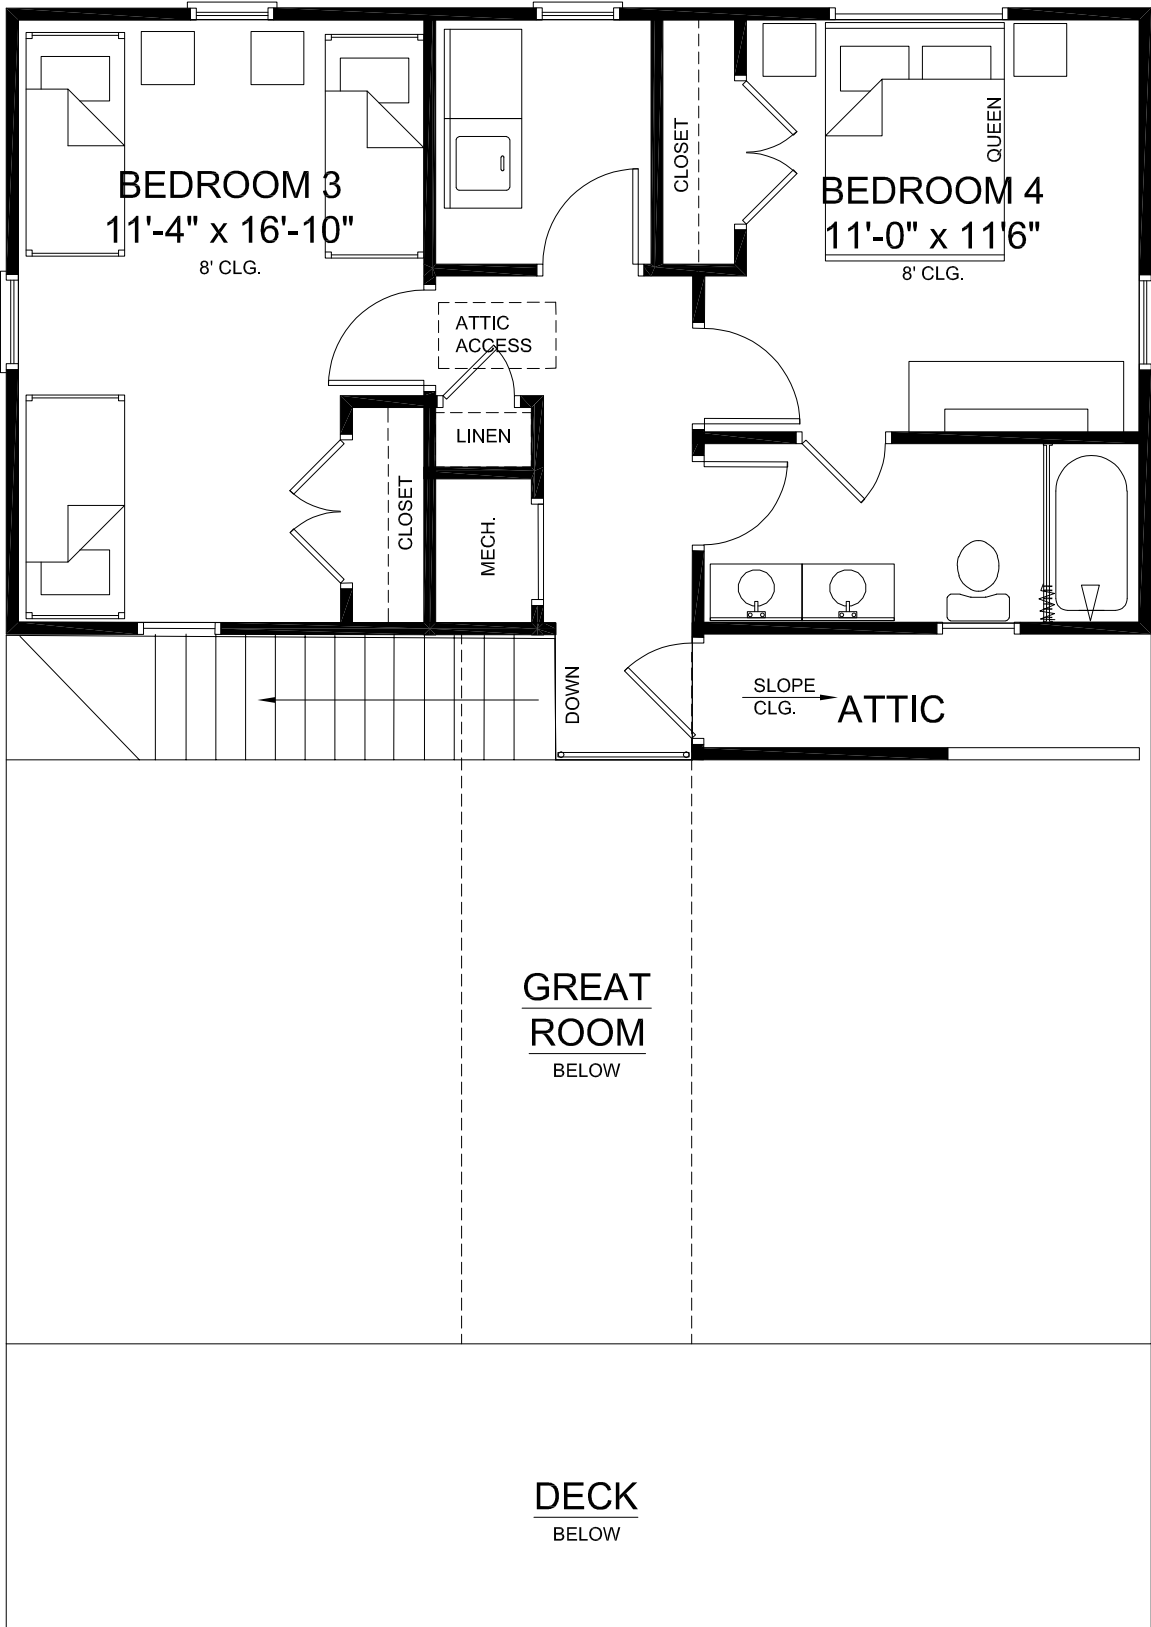 BEDROOM 3
11'-4" x 16'-10"
8' CLG.
CLOSET
QUEEN
BEDROOM 4
11'-0" x 11'6"
8' CLG.
ATTIC
ACCESS
LINEN
CLOSET
MECH.
DOWN
SLOPE
CLG.
ATTIC
GREAT
ROOM
BELOW
DECK
BELOW